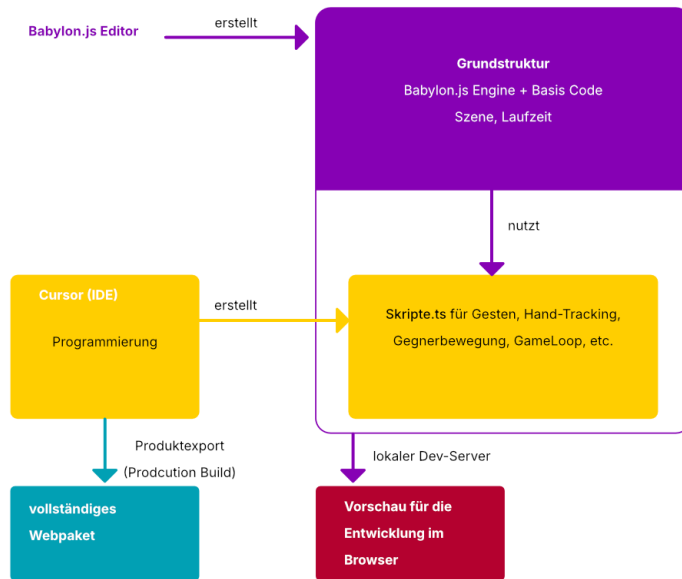 Babylon.js Editor
erstellt
Grundstruktur
Babylon.js Engine + Basis Code
Szene, Laufzeit
nutzt
Cursor (IDE)
Programmierung
erstellt
Skripte.ts für Gesten, Hand-Tracking,
Gegnerbewegung, GameLoop, etc.
Produktexport
(Prodcution Build)
lokaler Dev-Server
vollständiges
Webpaket
Vorschau für die
Entwicklung im
Browser